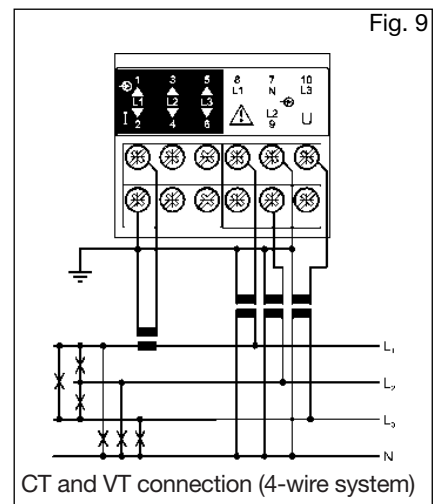 Fig. 9
1 3 5 8 7 10
L1 N L3
L1 L2 L3
L2
I 2 4 6 9 U
L1
L2
L3
N
CT and VT connection (4-wire system)